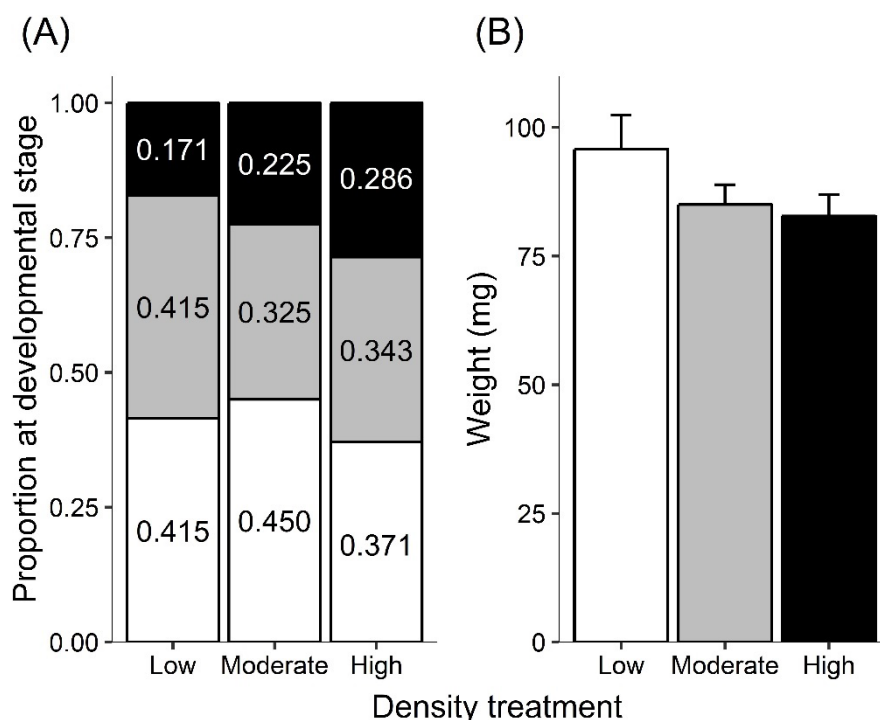 (A)
Proportion at developmental stage
1.00
0.75
0.50
0.25
0.00
0.171
0.225
0.286
0.415
0.325
0.343
0.415
0.450
0.371
Low Moderate High
(B)
Weight (mg)
100
75
50
25
0
Low Moderate High
Density treatment